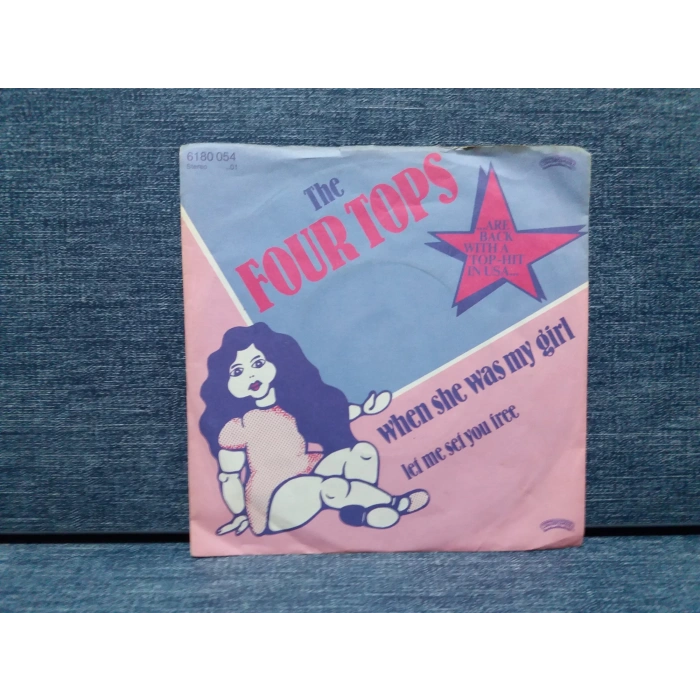 6180 054
Stereo
The
FOUR TOPS
...ARE
BACK
WITH A
TOP-HIT
IN USA...
when she was my girl
let me set you free